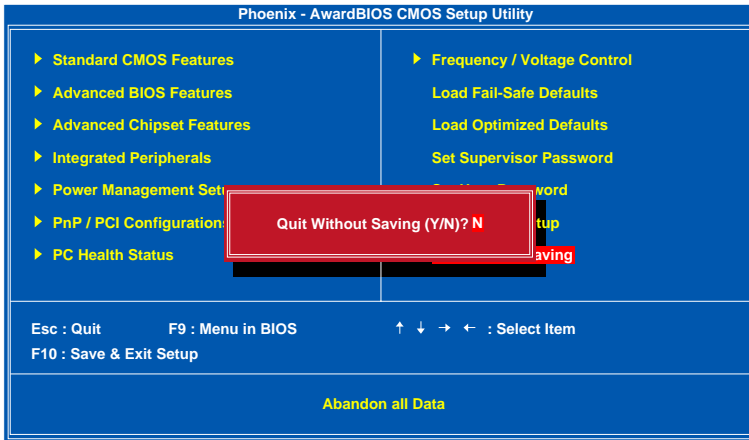 Phoenix - AwardBIOS CMOS Setup Utility
Standard CMOS Features
Advanced BIOS Features
Advanced Chipset Features
Integrated Peripherals
Power Management Setu
PnP / PCI Configuration
PC Health Status
Frequency / Voltage Control
Load Fail-Safe Defaults
Load Optimized Defaults
Set Supervisor Password
word
tup
aving
Quit Without Saving (Y/N)? N
Esc : Quit F9 : Menu in BIOS ↑ ↓ → ← : Select Item
F10 : Save & Exit Setup
Abandon all Data